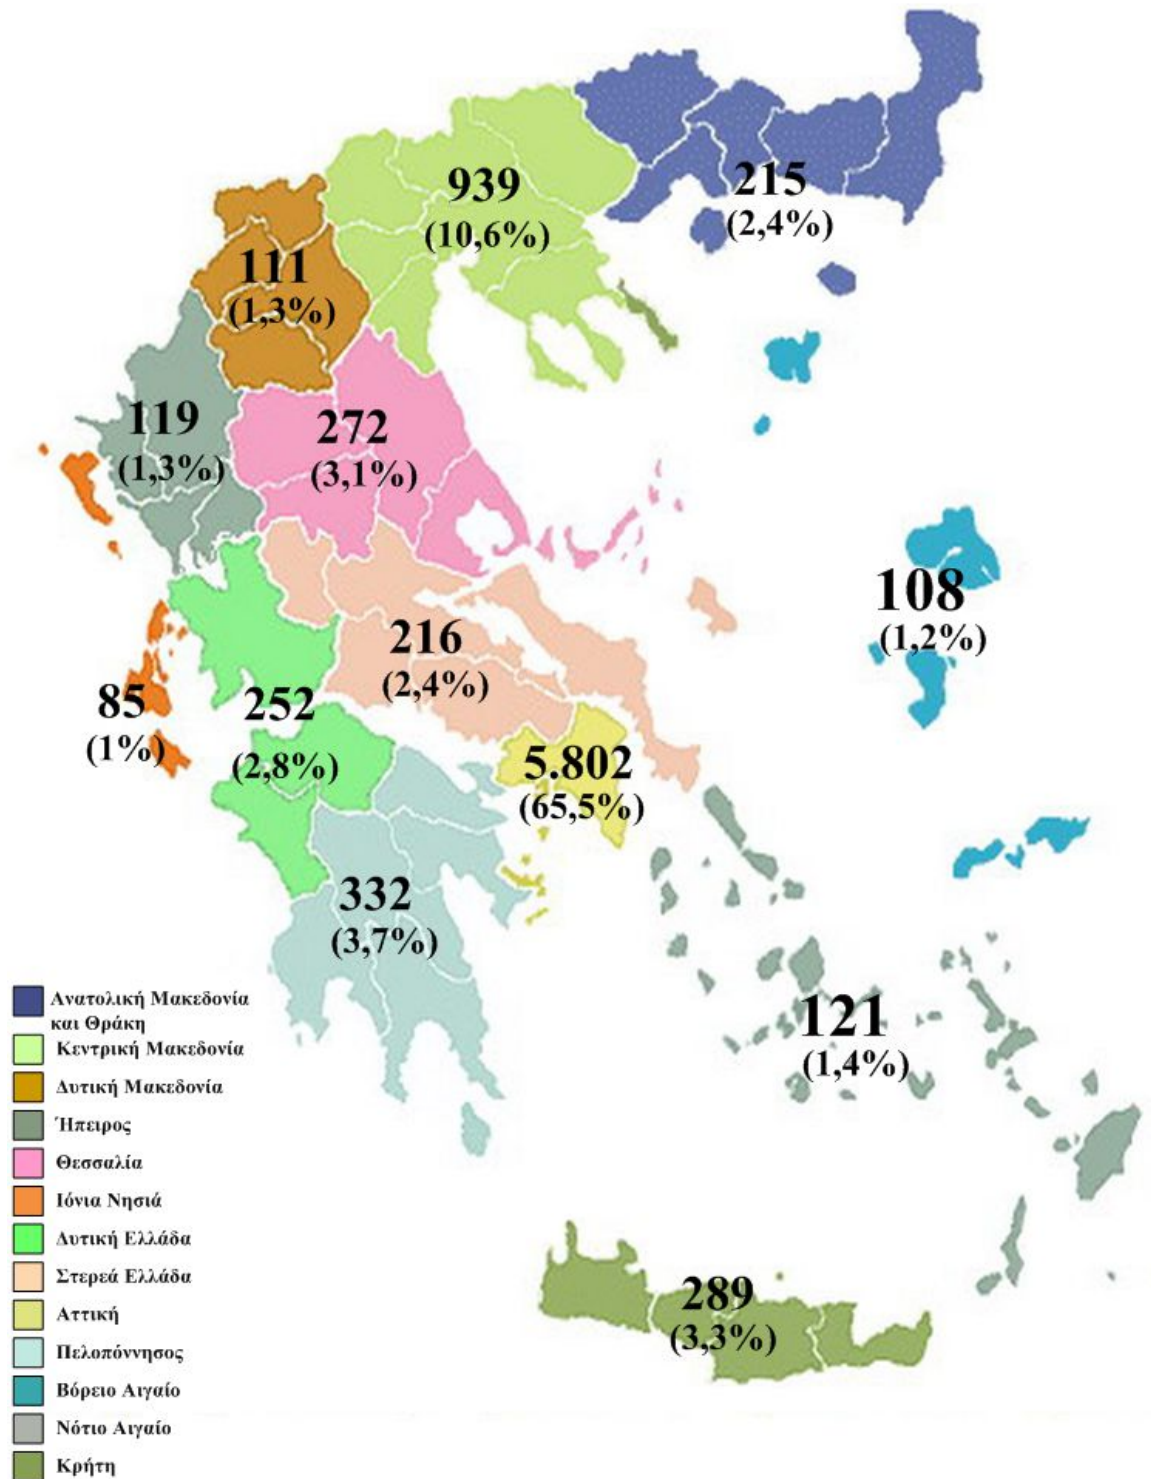 939
(10,6%)
215
(2,4%)
111
(1,3%)
119
(1,3%)
272
(3,1%)
108
(1,2%)
216
(2,4%)
85
(1%)
252
(2,8%)
5.802
(65,5%)
332
(3,7%)
121
(1,4%)
289
(3,3%)
Ανατολική Μακεδονία
και Θράκη
Κεντρική Μακεδονία
Δυτική Μακεδονία
Ήπειρος
Θεσσαλία
Ιόνια Νησιά
Δυτική Ελλάδα
Στερεά Ελλάδα
Αττική
Πελοπόννησος
Βόρειο Αιγαίο
Νότιο Αιγαίο
Κρήτη